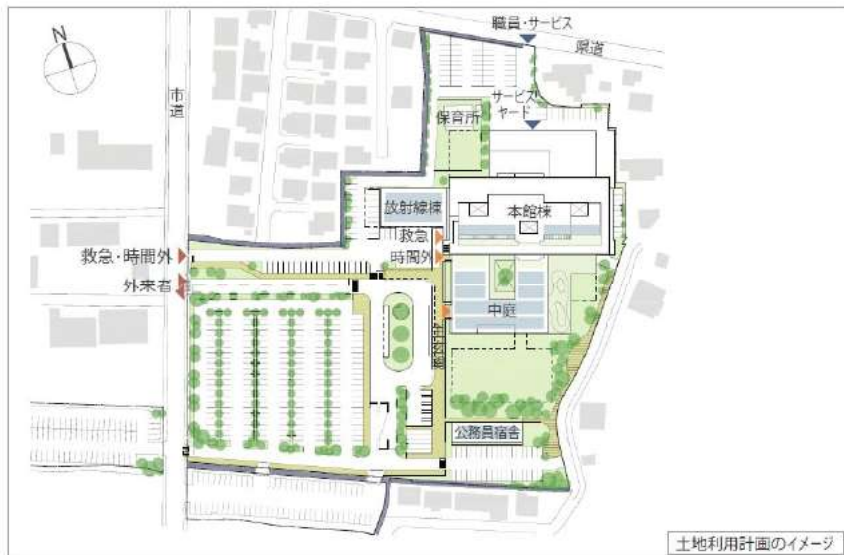 職員・サービス
県道
N
市道
サービス
ヤード
保育所
放射線棟
本館棟
救急
救急・時間外
時間外
外来者
中庭
公務員宿舎
土地利用計画のイメージ